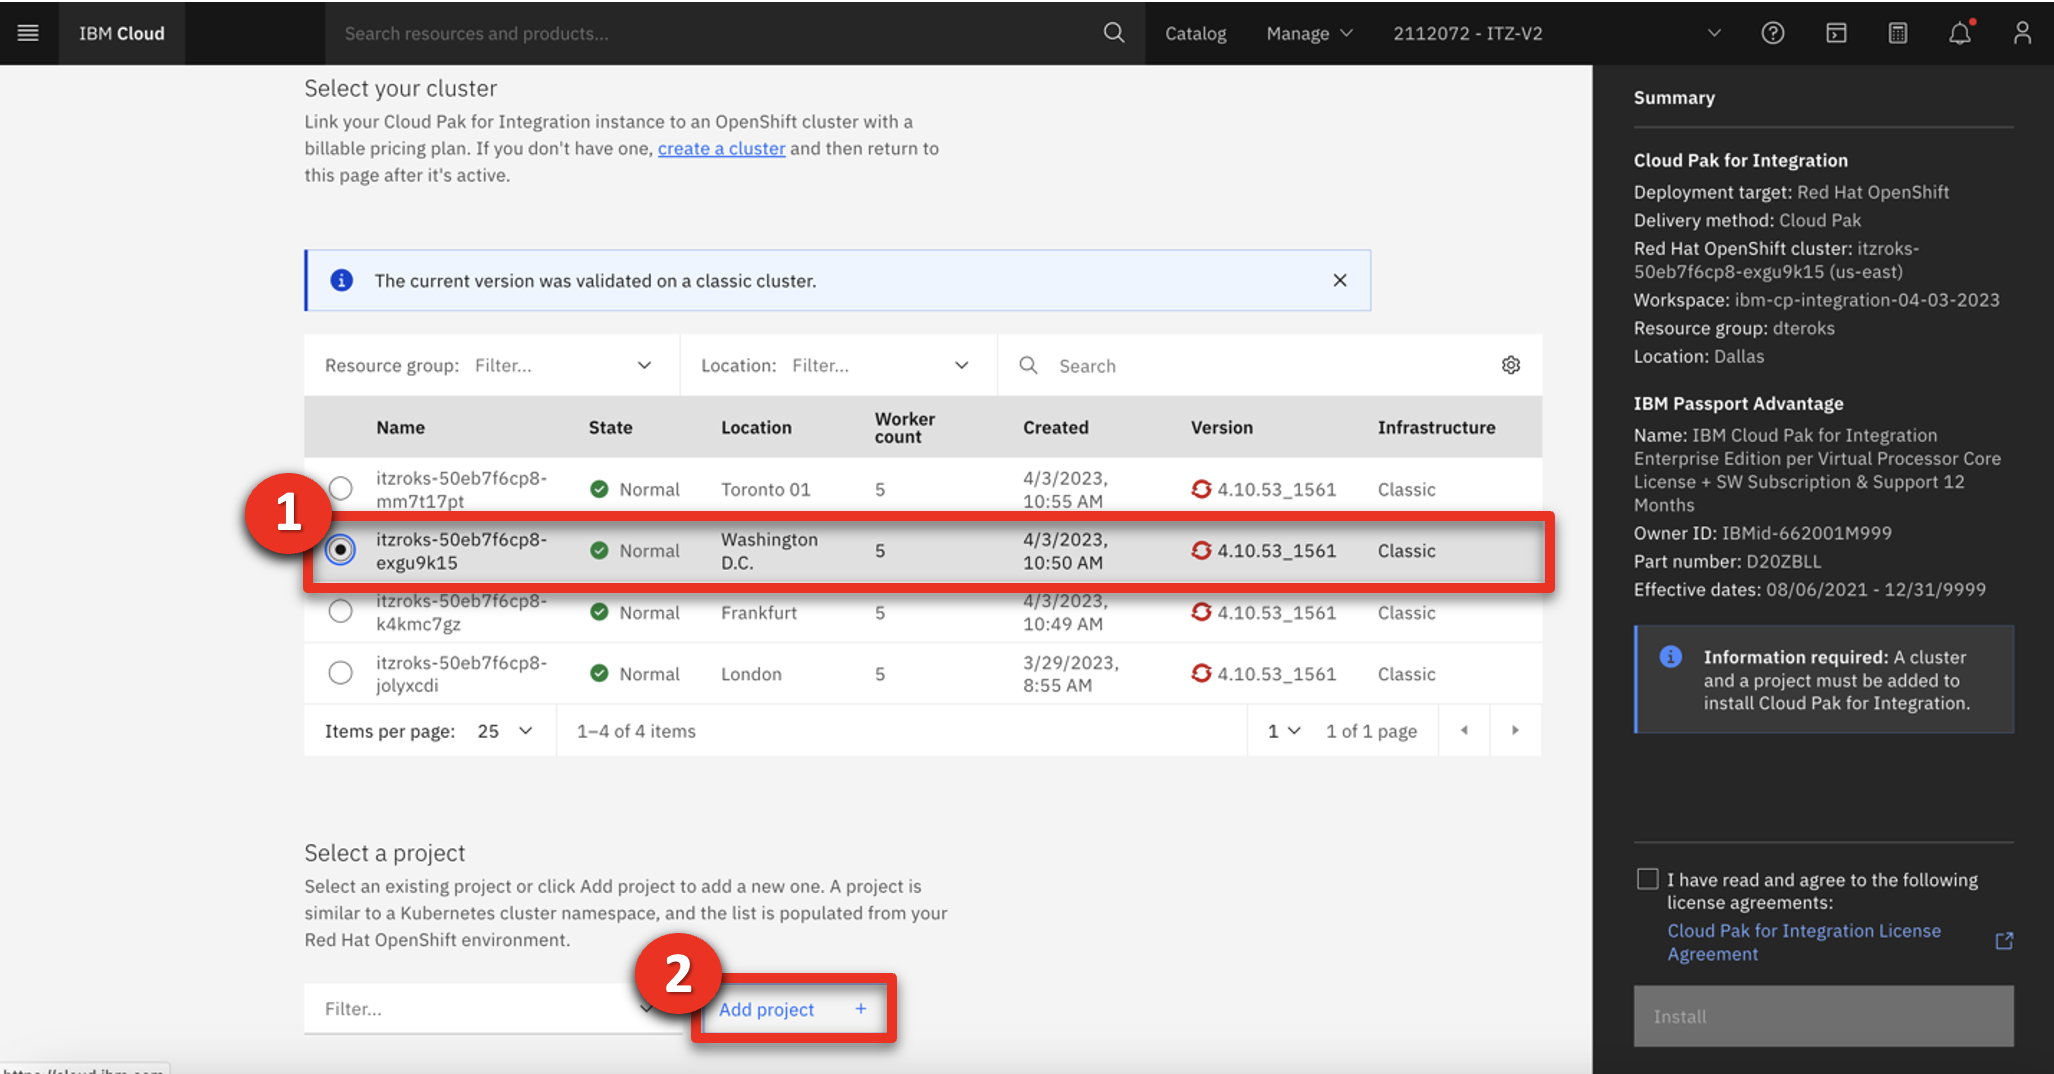 IBM Cloud
Search resources and products...
Catalog
Manage
2112072 - ITZ-V2
Select your cluster
Link your Cloud Pak for Integration instance to an OpenShift cluster with a
billable pricing plan. If you don't have one, create a cluster and then return to
this page after it's active.
The current version was validated on a classic cluster.
Resource group: Filter...
Location: Filter...
Search
Name State Location Worker count Created Version Infrastructure
itzroks-50eb7f6cp8-mm7t17pt Normal Toronto 01 5 4/3/2023, 10:55 AM 4.10.53_1561 Classic
1
itzroks-50eb7f6cp8-exgu9k15 Normal Washington D.C. 5 4/3/2023, 10:50 AM 4.10.53_1561 Classic
itzroks-50eb7f6cp8-k4kmc7gz Normal Frankfurt 5 4/3/2023, 10:49 AM 4.10.53_1561 Classic
itzroks-50eb7f6cp8-jolyxcdi Normal London 5 3/29/2023, 8:55 AM 4.10.53_1561 Classic
Items per page: 25
1–4 of 4 items
1
1 of 1 page
Select a project
Select an existing project or click Add project to add a new one. A project is
similar to a Kubernetes cluster namespace, and the list is populated from your
Red Hat OpenShift environment.
2
Filter...
Add project +
Summary
Cloud Pak for Integration
Deployment target: Red Hat OpenShift
Delivery method: Cloud Pak
Red Hat OpenShift cluster: itzroks-
50eb7f6cp8-exgu9k15 (us-east)
Workspace: ibm-cp-integration-04-03-2023
Resource group: dteroks
Location: Dallas
IBM Passport Advantage
Name: IBM Cloud Pak for Integration
Enterprise Edition per Virtual Processor Core
License + SW Subscription & Support 12
Months
Owner ID: IBMid-662001M999
Part number: D20ZBLL
Effective dates: 08/06/2021 - 12/31/9999
Information required: A cluster
and a project must be added to
install Cloud Pak for Integration.
I have read and agree to the following
license agreements:
Cloud Pak for Integration License
Agreement
Install